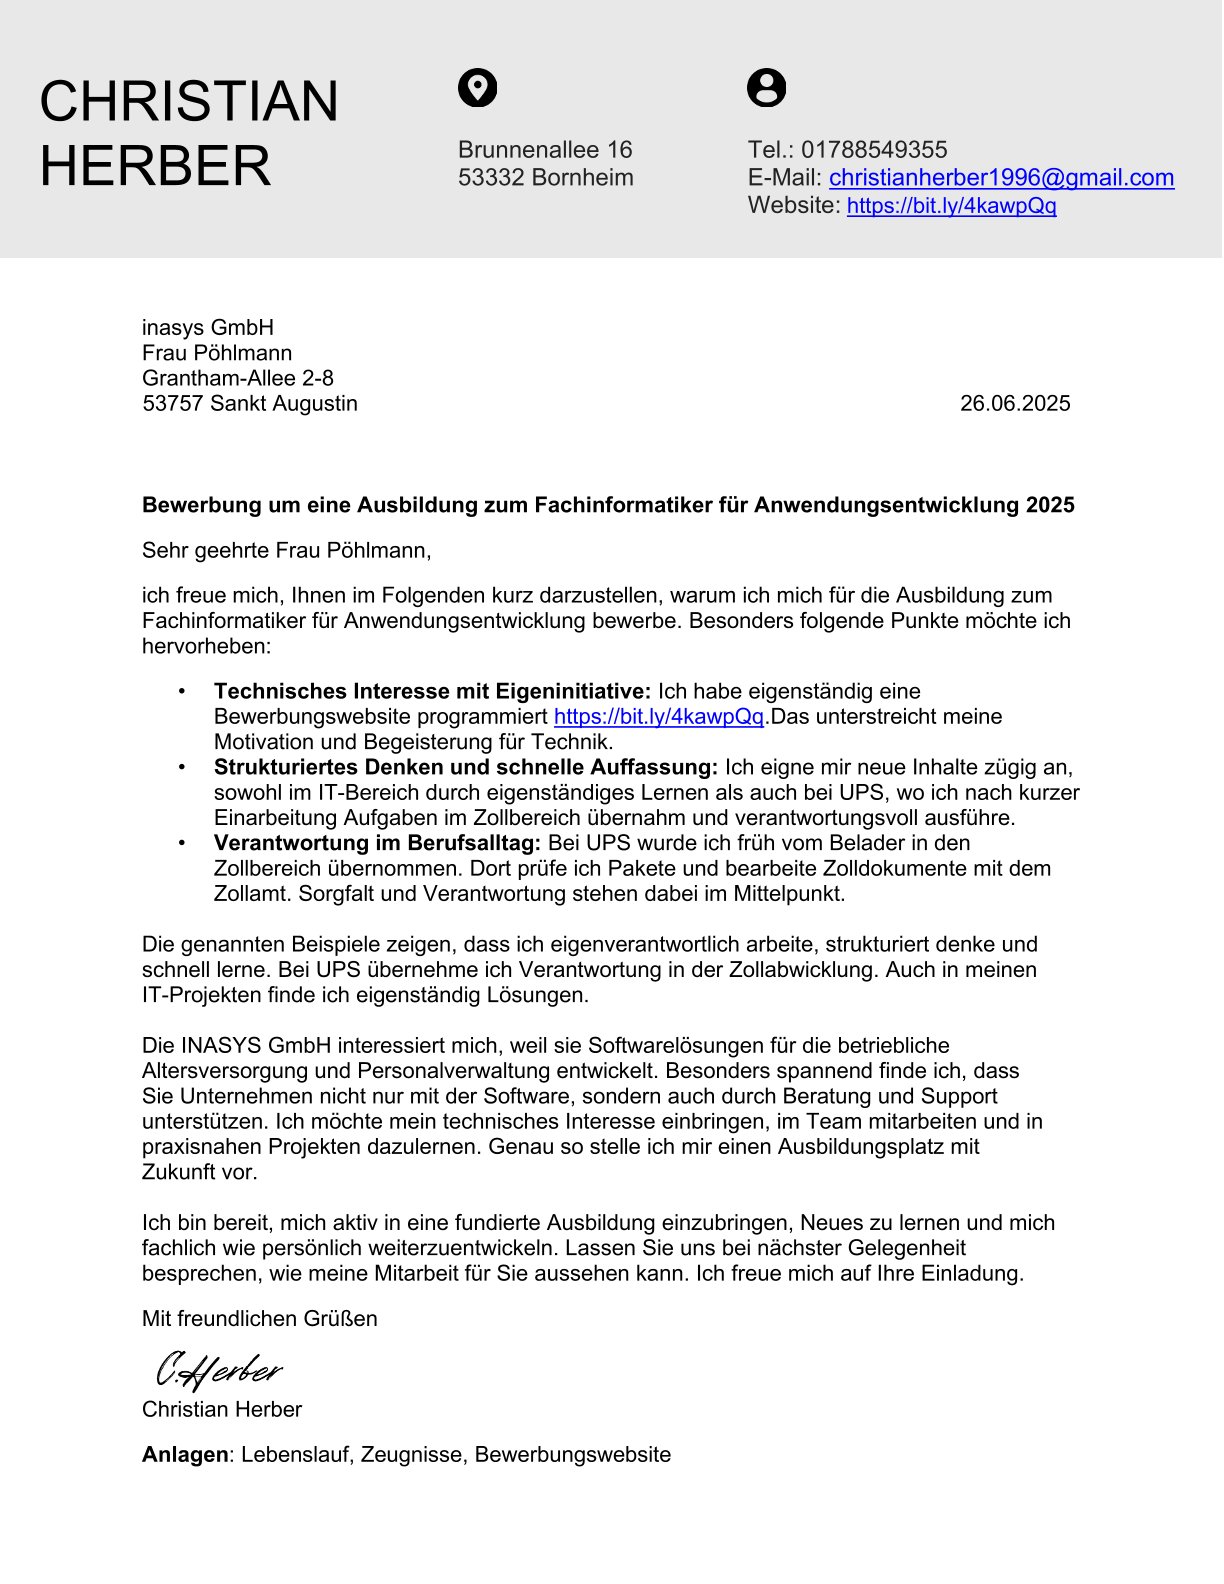 CHRISTIAN
HERBER
Brunnenallee 16
53332 Bornheim
Tel.: 01788549355
E-Mail: christianherber1996@gmail.com
Website: https://bit.ly/4kawpQq
inasys GmbH
Frau Pöhlmann
Grantham-Allee 2-8
53757 Sankt Augustin
26.06.2025
Bewerbung um eine Ausbildung zum Fachinformatiker für Anwendungsentwicklung 2025
Sehr geehrte Frau Pöhlmann,
ich freue mich, Ihnen im Folgenden kurz darzustellen, warum ich mich für die Ausbildung zum
Fachinformatiker für Anwendungsentwicklung bewerbe. Besonders folgende Punkte möchte ich
hervorheben:
• Technisches Interesse mit Eigeninitiative: Ich habe eigenständig eine
Bewerbungswebsite programmiert https://bit.ly/4kawpQq.Das unterstreicht meine
Motivation und Begeisterung für Technik.
• Strukturiertes Denken und schnelle Auffassung: Ich eigne mir neue Inhalte zügig an,
sowohl im IT-Bereich durch eigenständiges Lernen als auch bei UPS, wo ich nach kurzer
Einarbeitung Aufgaben im Zollbereich übernahm und verantwortungsvoll ausführe.
• Verantwortung im Berufsalltag: Bei UPS wurde ich früh vom Belader in den
Zollbereich übernommen. Dort prüfe ich Pakete und bearbeite Zolldokumente mit dem
Zollamt. Sorgfalt und Verantwortung stehen dabei im Mittelpunkt.
Die genannten Beispiele zeigen, dass ich eigenverantwortlich arbeite, strukturiert denke und
schnell lerne. Bei UPS übernehme ich Verantwortung in der Zollabwicklung. Auch in meinen
IT-Projekten finde ich eigenständig Lösungen.
Die INASYS GmbH interessiert mich, weil sie Softwarelösungen für die betriebliche
Altersversorgung und Personalverwaltung entwickelt. Besonders spannend finde ich, dass
Sie Unternehmen nicht nur mit der Software, sondern auch durch Beratung und Support
unterstützen. Ich möchte mein technisches Interesse einbringen, im Team mitarbeiten und in
praxisnahen Projekten dazulernen. Genau so stelle ich mir einen Ausbildungsplatz mit
Zukunft vor.
Ich bin bereit, mich aktiv in eine fundierte Ausbildung einzubringen, Neues zu lernen und mich
fachlich wie persönlich weiterzuentwickeln. Lassen Sie uns bei nächster Gelegenheit
besprechen, wie meine Mitarbeit für Sie aussehen kann. Ich freue mich auf Ihre Einladung.
Mit freundlichen Grüßen
C.Herber
Christian Herber
Anlagen: Lebenslauf, Zeugnisse, Bewerbungswebsite